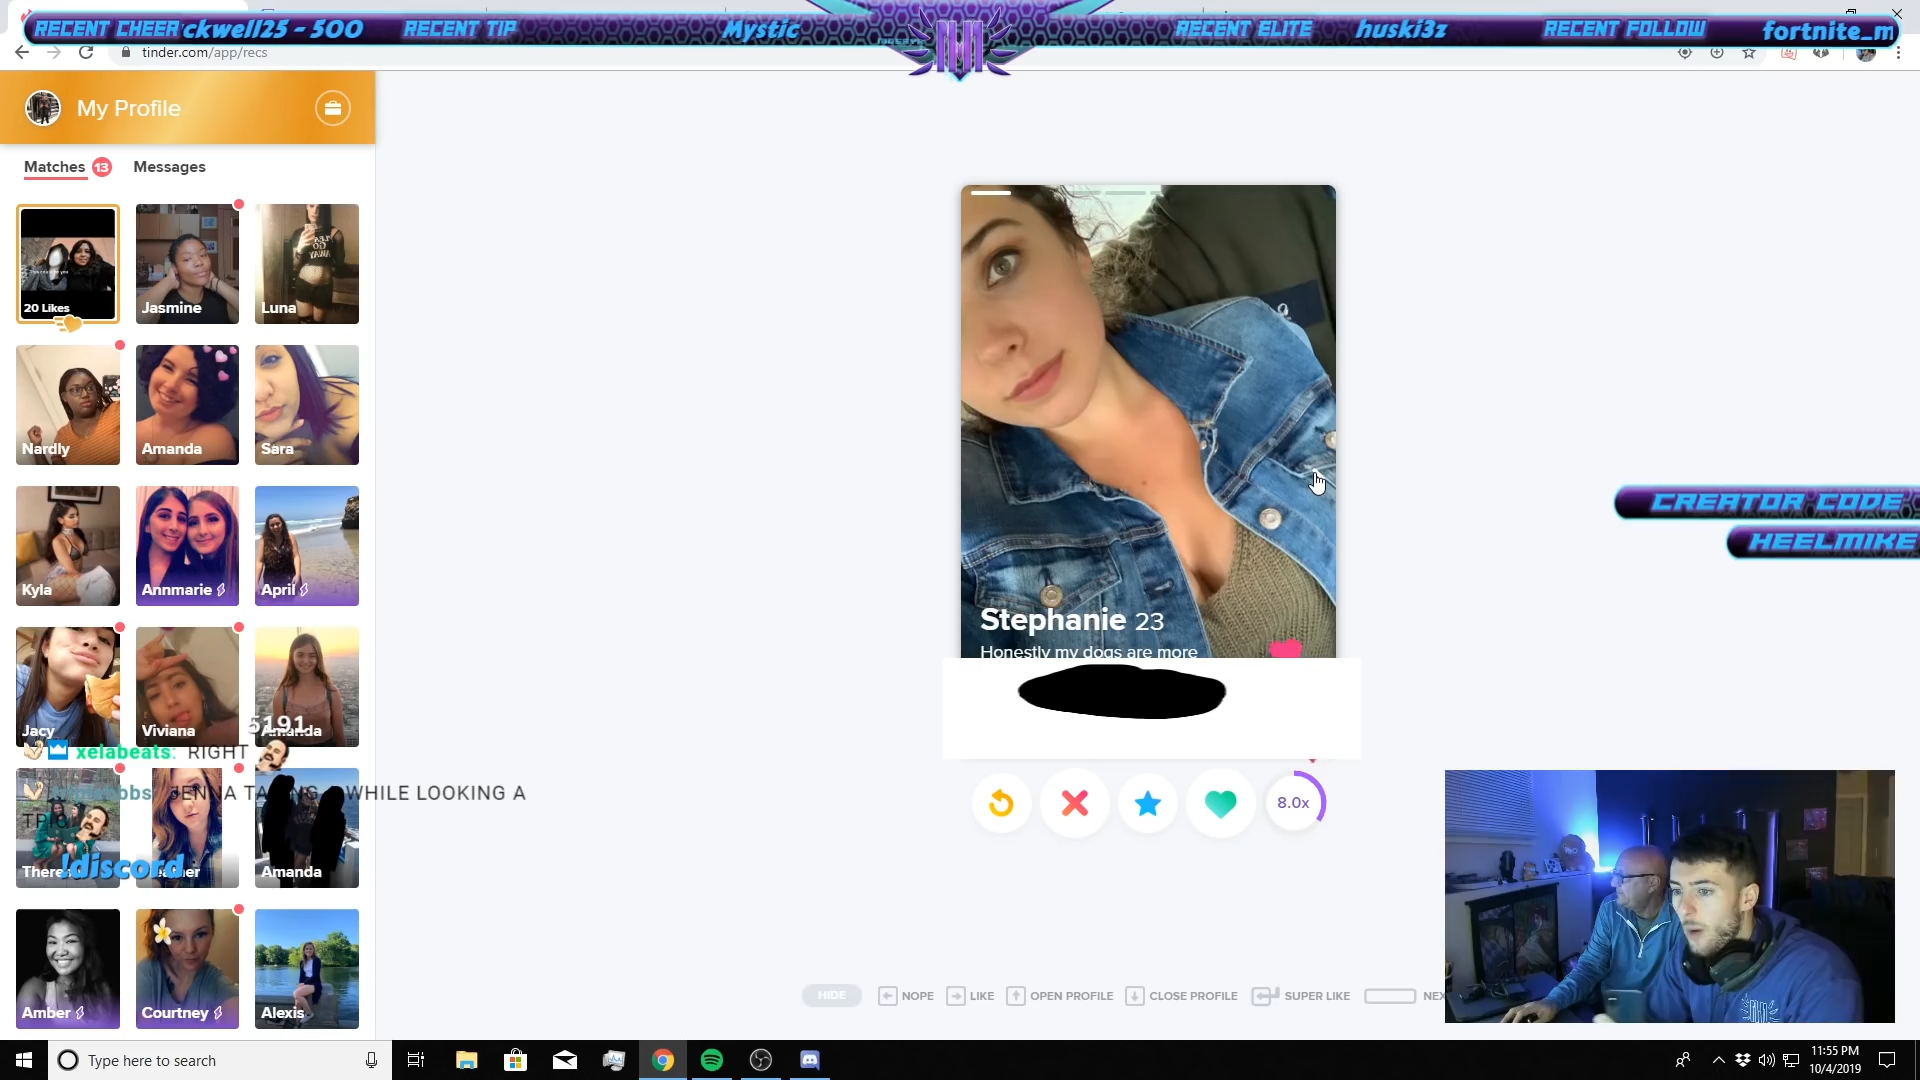 RECENT CHEER ckwell25 - 500 RECENT TIP Mystic RECENT ELITE huski3z RECENT FOLLOW fortnite_m
tinder.com/app/recs
My Profile
Matches 13 Messages
20 Likes Jasmine Luna
Nardly Amanda Sara
Kyla Annmarie April
Jacy Viviana Amanda
5191
xelabeats: RIGHT
WHILE LOOKING A
!discord
Amanda
Amber Courtney Alexis
Stephanie 23
Honestly my dogs are more
8.0x
HIDE NOPE LIKE OPEN PROFILE CLOSE PROFILE SUPER LIKE
CREATOR CODE
HEELMIKE
Type here to search
11:55 PM
10/4/2019